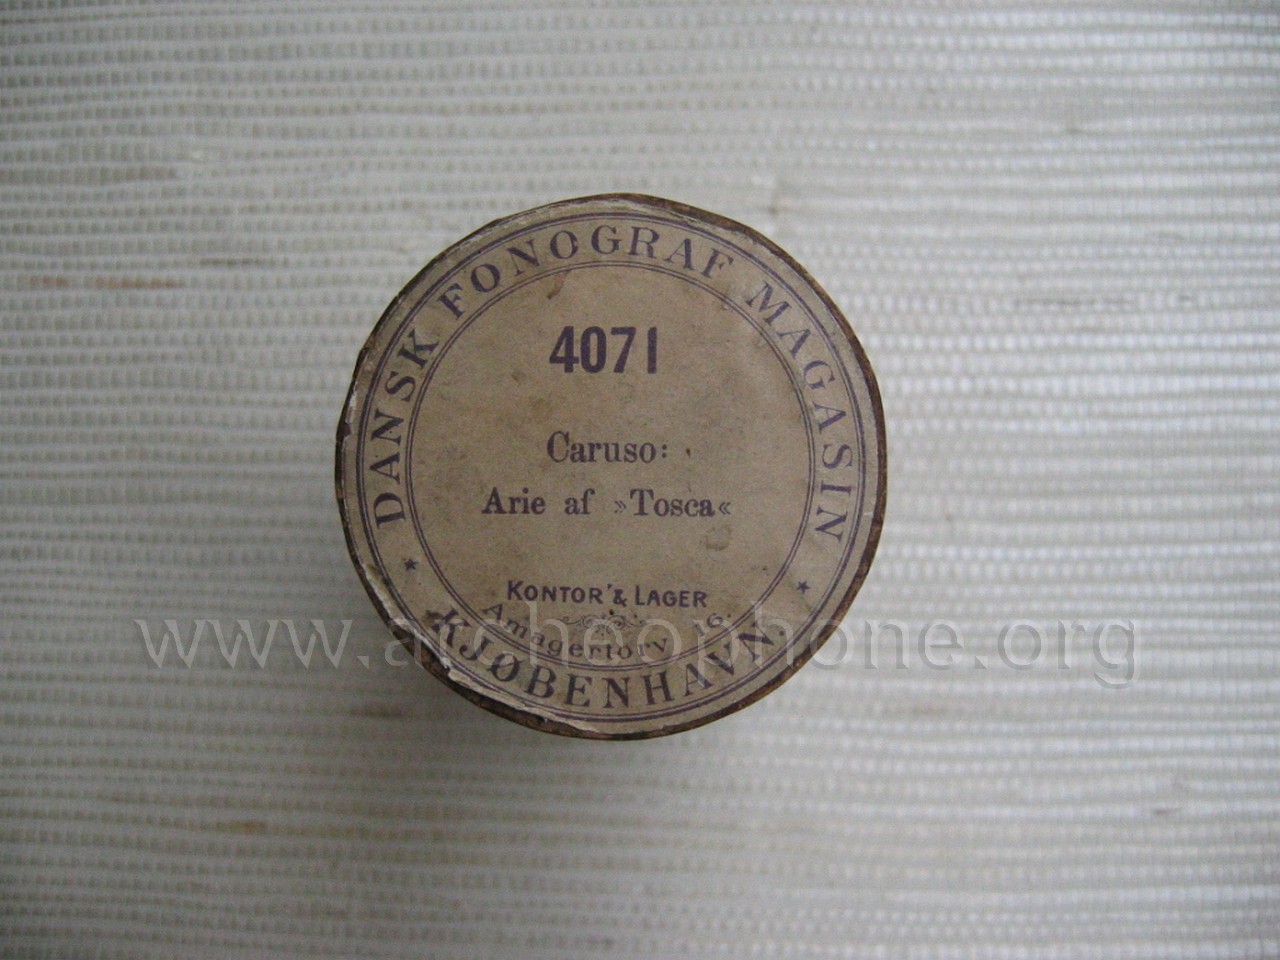 DANSK FONOGRAF MAGASIN
4071
Caruso:
Arie af »Tosca«
KONTOR & LAGER
Amagertorv 16.
* KJØBENHAVN. *
www.archeophone.org